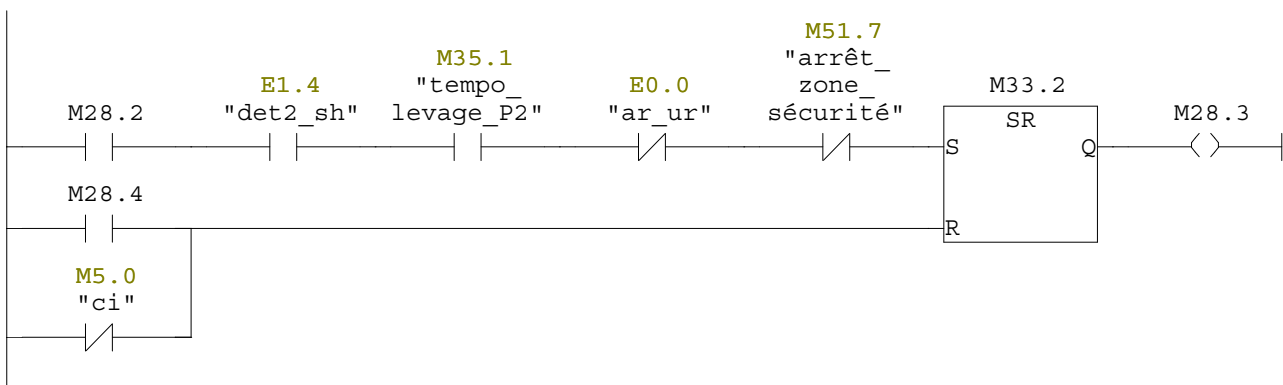 M51.7
"arrêt_
zone_
sécurité"
M35.1
"tempo_
levage_P2"
E1.4
"det2_sh"
E0.0
"ar_ur"
M33.2
M28.2
SR
M28.3
S
Q
M28.4
R
M5.0
"ci"